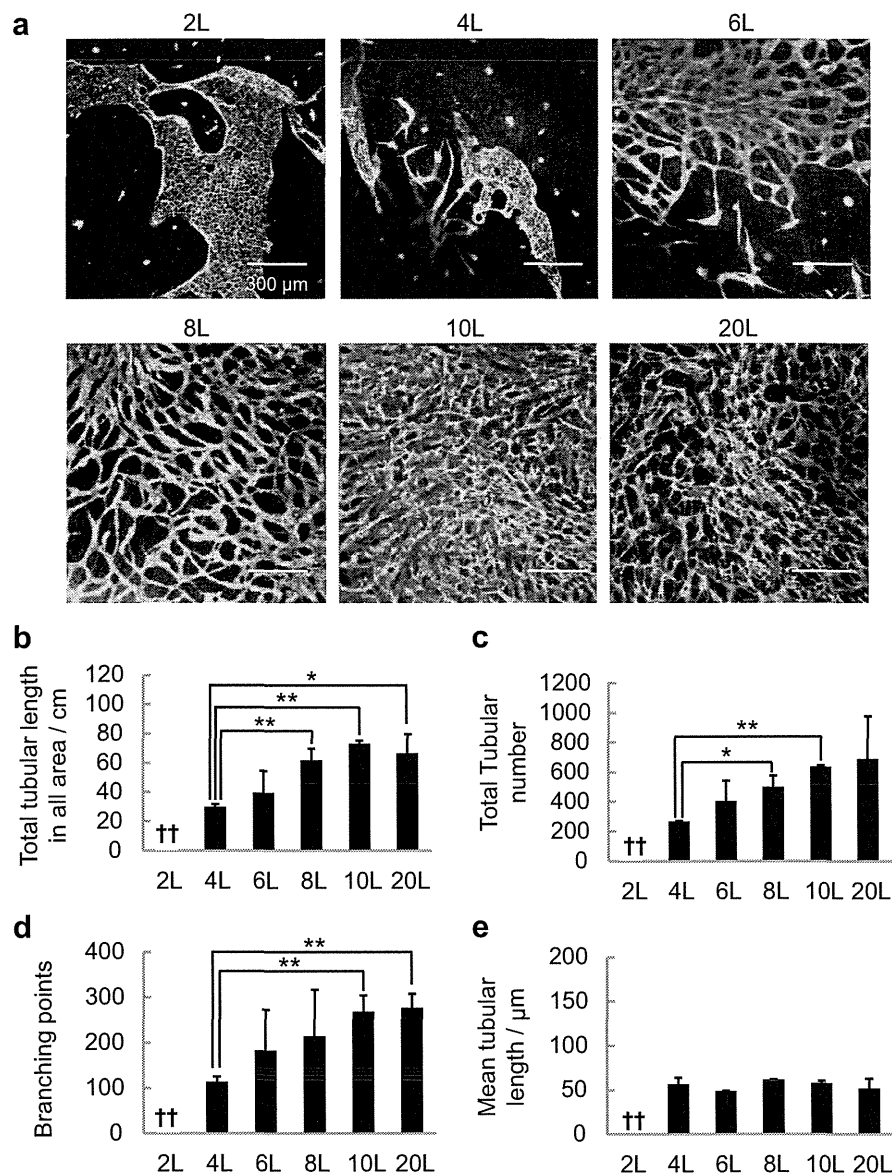 a
2L 4L 6L
300 µm
8L 10L 20L
b
Total tubular length
in all area / cm
120
100
80
60
40
20
0
*
**
**
††
2L 4L 6L 8L 10L 20L
c
Total Tubular
number
1200
1000
800
600
400
200
0
**
*
††
2L 4L 6L 8L 10L 20L
d
Branching points
400
300
200
100
0
**
**
††
2L 4L 6L 8L 10L 20L
e
Mean tubular
length / µm
200
150
100
50
0
††
2L 4L 6L 8L 10L 20L